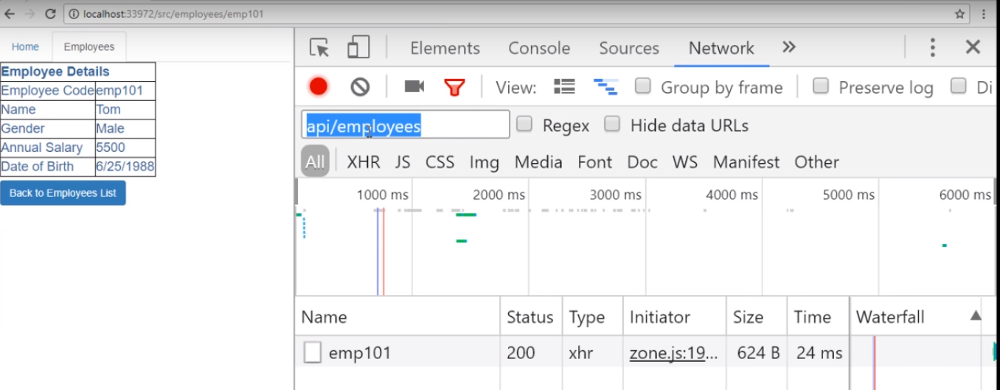 localhost:33972/src/employees/emp101
Home Employees
Employee Details
Employee Code emp101
Name Tom
Gender Male
Annual Salary 5500
Date of Birth 6/25/1988
Back to Employees List
Elements Console Sources Network
View: Group by frame Preserve log Di
api/employees Regex Hide data URLs
All XHR JS CSS Img Media Font Doc WS Manifest Other
1000 ms 2000 ms 3000 ms 4000 ms 5000 ms 6000 ms
Name Status Type Initiator Size Time Waterfall
emp101 200 xhr zone.js:19... 624 B 24 ms